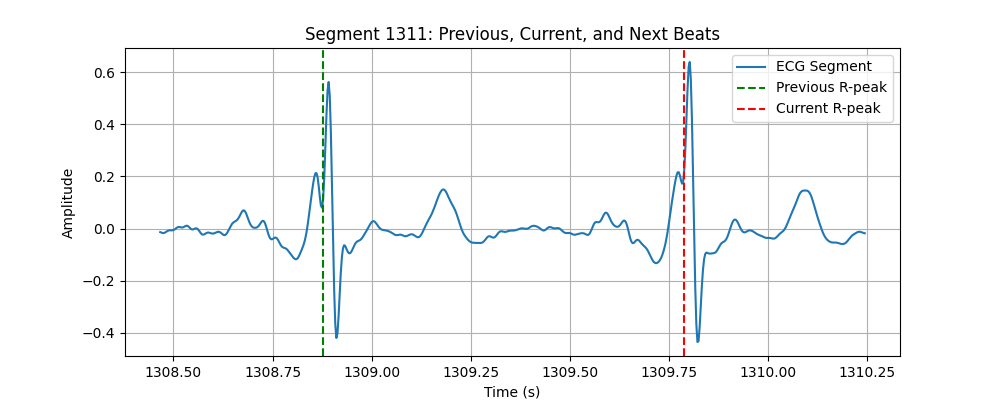 Segment 1311: Previous, Current, and Next Beats
ECG Segment
Previous R-peak
Current R-peak
Amplitude
0.6
0.4
0.2
0.0
−0.2
−0.4
1308.50 1308.75 1309.00 1309.25 1309.50 1309.75 1310.00 1310.25
Time (s)